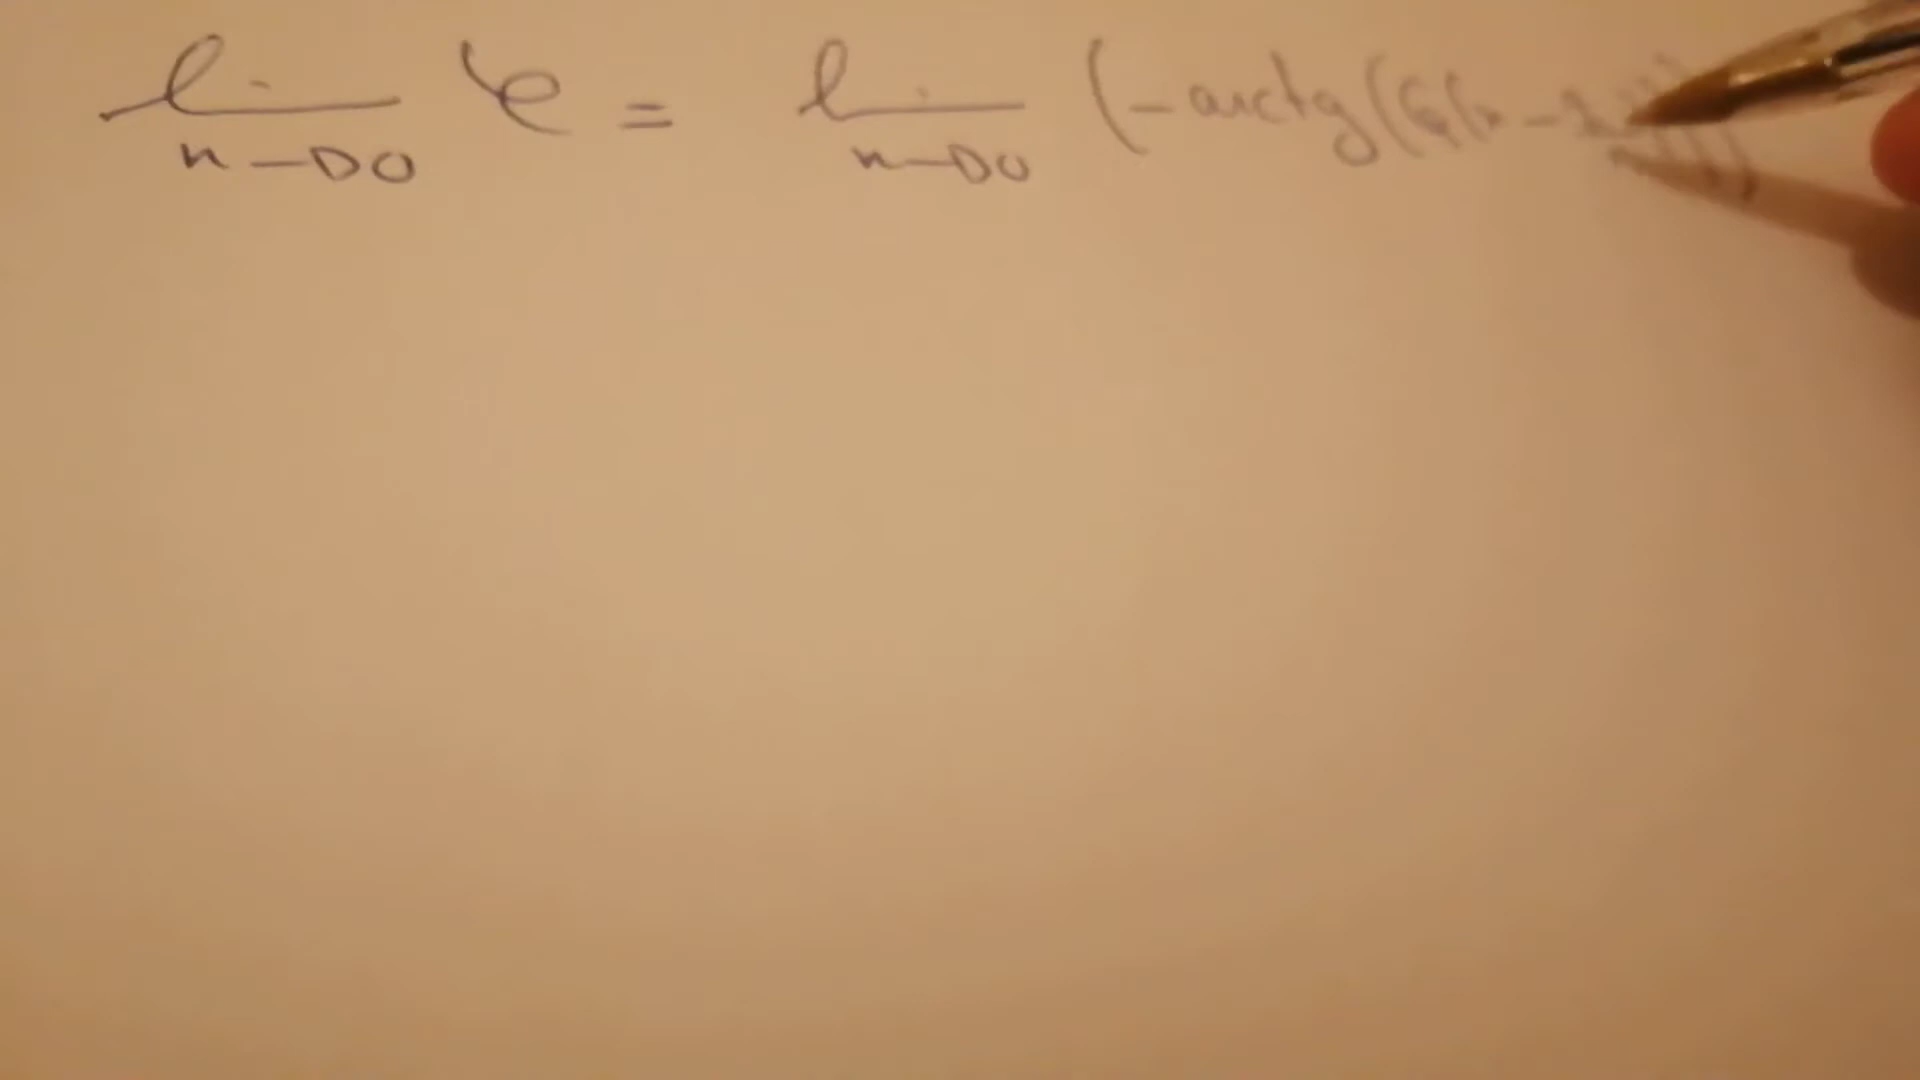 lim φ = lim (-arctg(
n→0 n→0